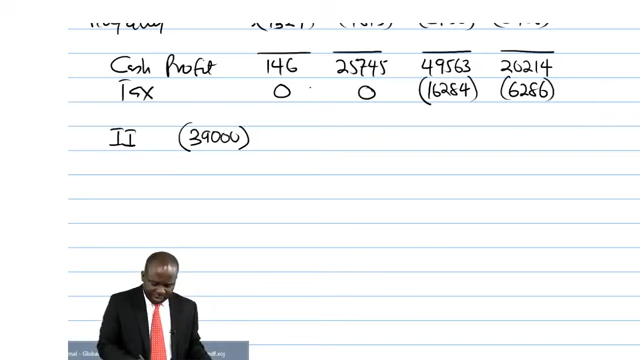 Cash Profit 146 25745 49563 20214
Tax 0 0 (16284) (6286)
II (39000)